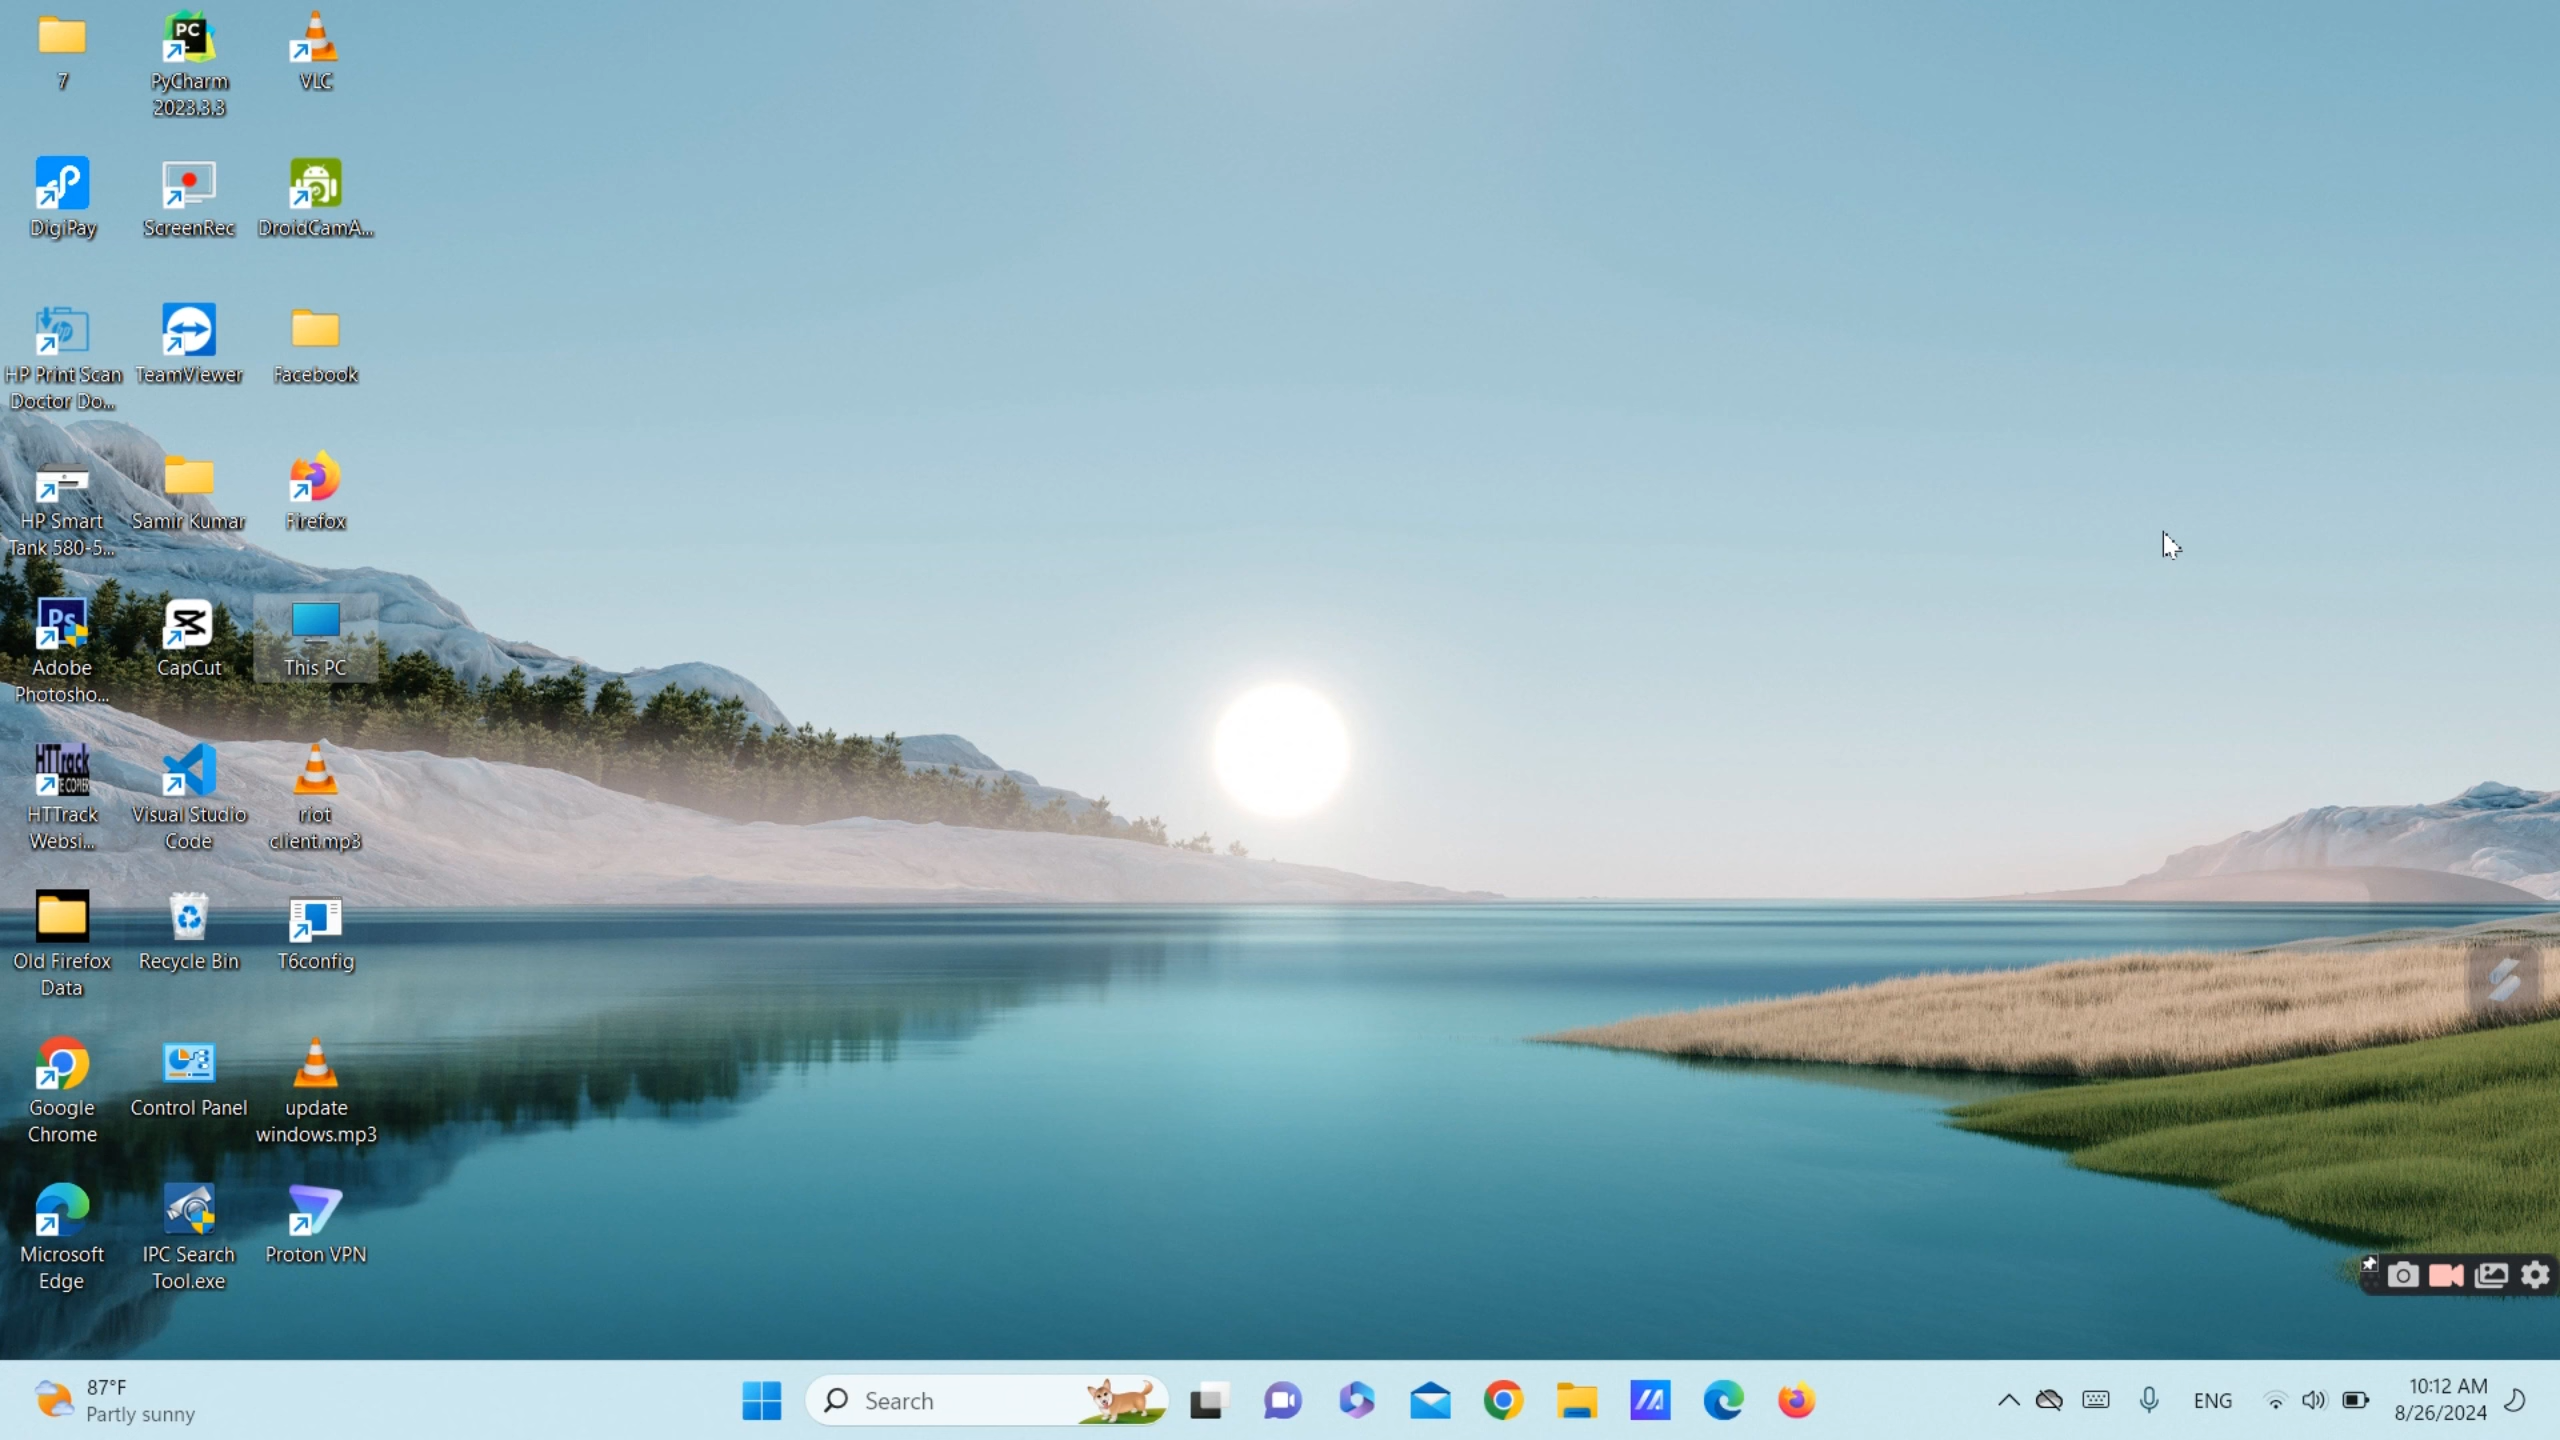 7
PyCharm
2023.3.3
VLC
DigiPay
ScreenRec
DroidCamA...
HP Print Scan
Doctor Do...
TeamViewer
Facebook
HP Smart
Tank 580-5...
Samir Kumar
Firefox
Adobe
Photosho...
CapCut
This PC
HTTrack
Websi...
Visual Studio
Code
riot
client.mp3
Old Firefox
Data
Recycle Bin
T6config
Google
Chrome
Control Panel
update
windows.mp3
Microsoft
Edge
IPC Search
Tool.exe
Proton VPN
87°F
Partly sunny
Search
ENG
10:12 AM
8/26/2024